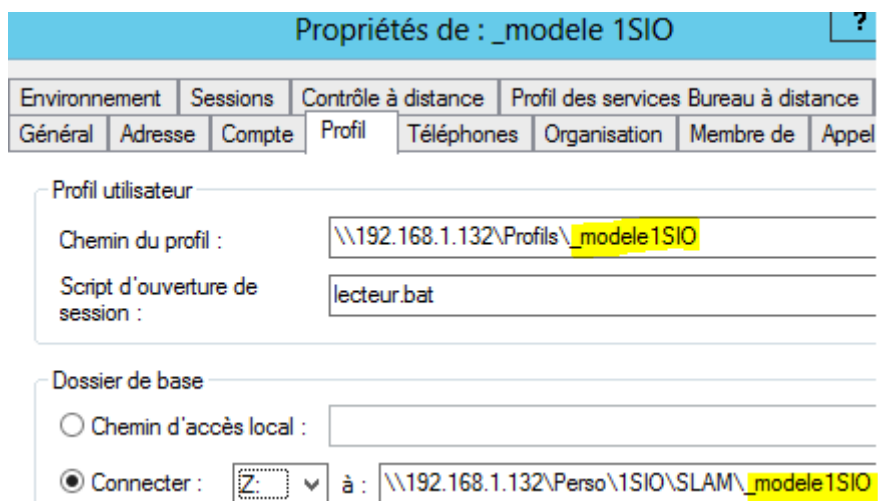 Propriétés de : _modele 1SIO ?
Environnement Sessions Contrôle à distance Profil des services Bureau à distance
Général Adresse Compte Profil Téléphones Organisation Membre de Appel
Profil utilisateur
Chemin du profil : \\192.168.1.132\Profils\_modele1SIO
Script d'ouverture de
session : lecteur.bat
Dossier de base
Chemin d'accès local :
Connecter : Z: à : \\192.168.1.132\Perso\1SIO\SLAM\_modele1SIO